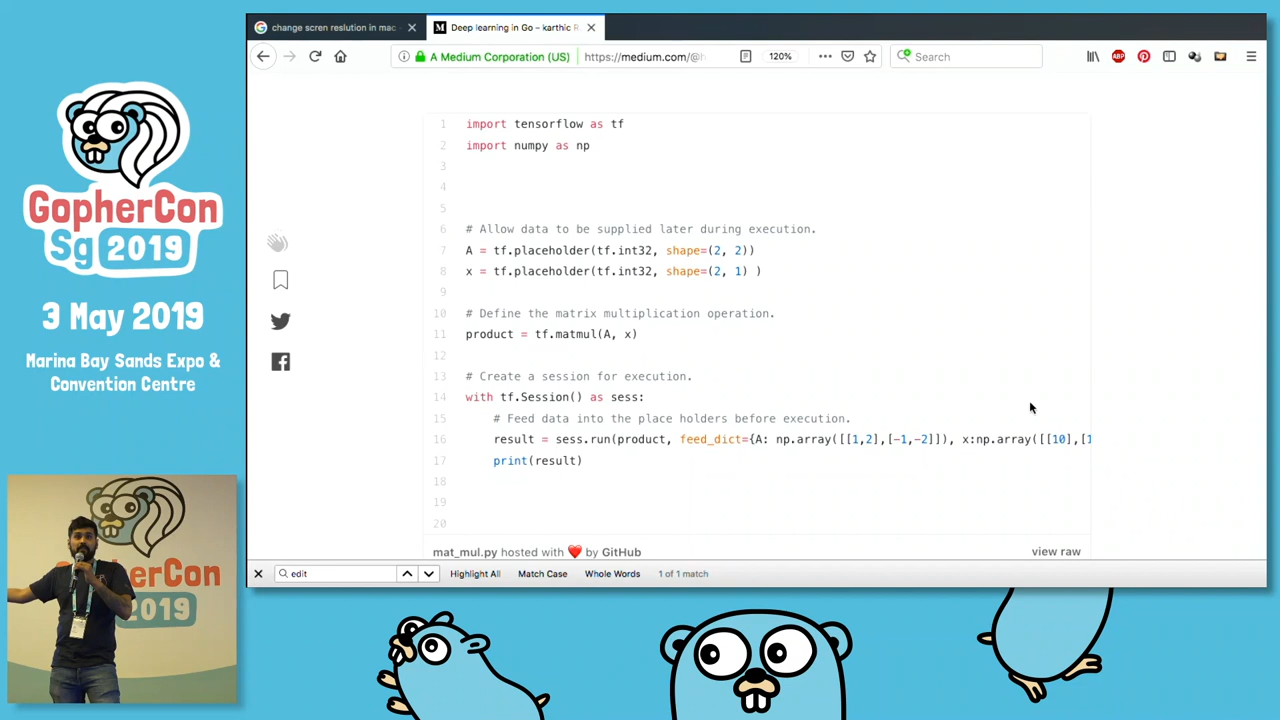 GopherCon
Sg 2019
3 May 2019
Marina Bay Sands Expo &
Convention Centre
GopherCon
2019
change scren reslution in mac -
M Deep learning in Go – karthic R
A Medium Corporation (US)
https://medium.com/@h
120%
Search
ABP
1 import tensorflow as tf
2 import numpy as np
3
4
5
6 # Allow data to be supplied later during execution.
7 A = tf.placeholder(tf.int32, shape=(2, 2))
8 x = tf.placeholder(tf.int32, shape=(2, 1) )
9
10 # Define the matrix multiplication operation.
11 product = tf.matmul(A, x)
12
13 # Create a session for execution.
14 with tf.Session() as sess:
15 # Feed data into the place holders before execution.
16 result = sess.run(product, feed_dict={A: np.array([[1,2],[-1,-2]]), x:np.array([[10],[1
17 print(result)
18
19
20
mat_mul.py hosted with ❤ by GitHub
view raw
edit
Highlight All
Match Case
Whole Words
1 of 1 match